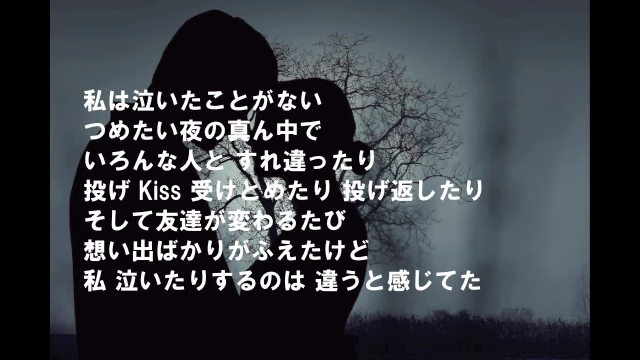 私は泣いたことがない
つめたい夜の真ん中で
いろんな人と すれ違ったり
投げ Kiss 受けとめたり 投げ返したり
そして友達が変わるたび
想い出ばかりがふえたけど
私 泣いたりするのは 違うと感じてた